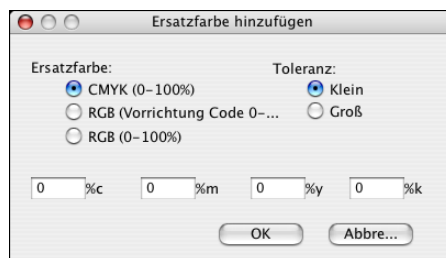 Ersatzfarbe hinzufügen
Ersatzfarbe: Toleranz:
CMYK (0–100%) Klein
RGB (Vorrichtung Code 0–... Groß
RGB (0–100%)
0 %c 0 %m 0 %y 0 %k
OK Abbre...